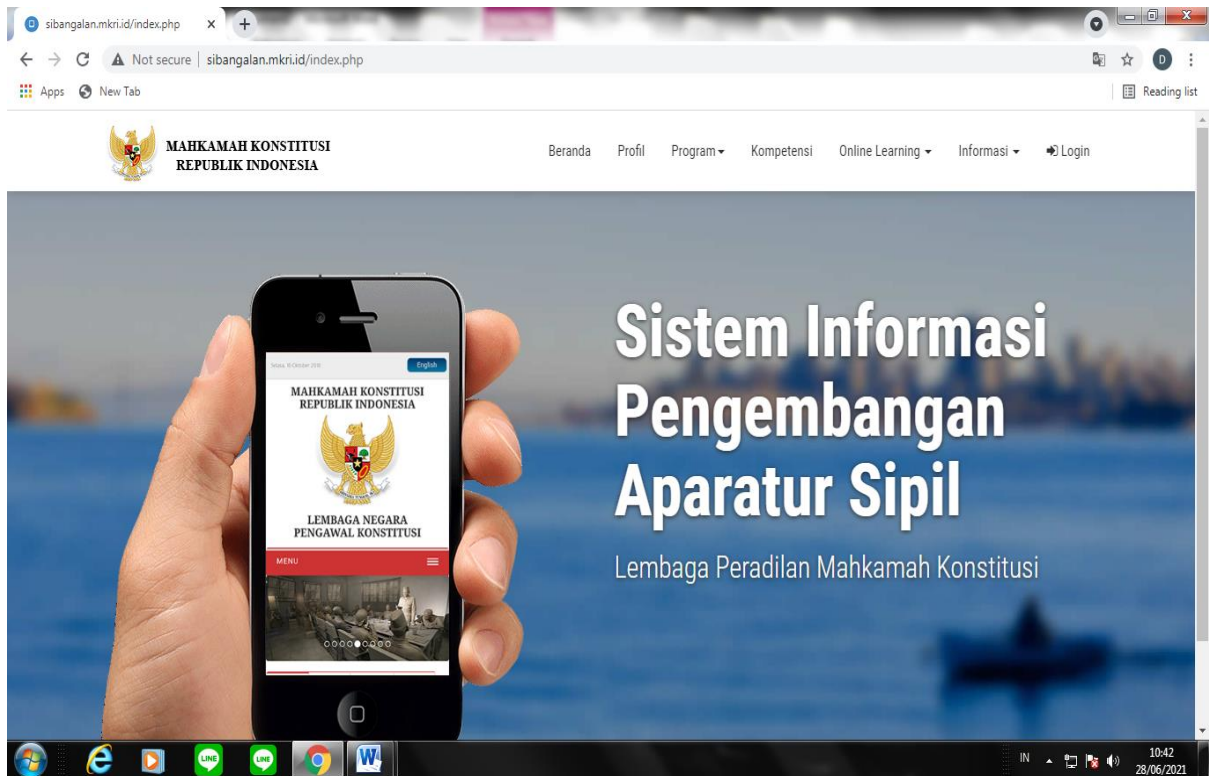 sibangalan.mkri.id/index.php
Not secure | sibangalan.mkri.id/index.php
D
Apps New Tab
Reading list
MAHKAMAH KONSTITUSI
REPUBLIK INDONESIA
Beranda Profil Program Kompetensi Online Learning Informasi Login
English
MAHKAMAH KONSTITUSI
REPUBLIK INDONESIA
LEMBAGA NEGARA
PENGAWAL KONSTITUSI
MENU
Sistem Informasi
Pengembangan
Aparatur Sipil
Lembaga Peradilan Mahkamah Konstitusi
LINE LINE W
IN
10:42
28/06/2021